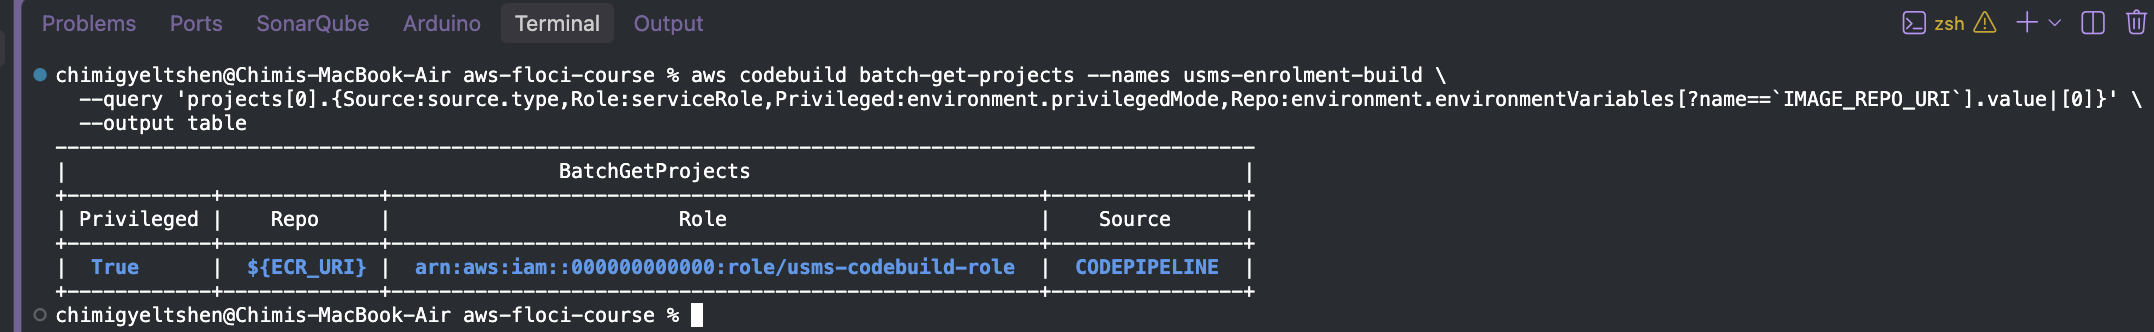 Problems Ports SonarQube Arduino Terminal Output zsh
chimigyeltshen@Chimis-MacBook-Air aws-floci-course % aws codebuild batch-get-projects --names usms-enrolment-build \
--query 'projects[0].{Source:source.type,Role:serviceRole,Privileged:environment.privilegedMode,Repo:environment.environmentVariables[?name==`IMAGE_REPO_URI`].value|[0]}' \
--output table
-----------------------------------------------------------------------------------------------------
| BatchGetProjects |
+------------+-------------+------------------------------------------------------+----------------+
| Privileged | Repo | Role | Source |
+------------+-------------+------------------------------------------------------+----------------+
| True | ${ECR_URI} | arn:aws:iam::000000000000:role/usms-codebuild-role | CODEPIPELINE |
+------------+-------------+------------------------------------------------------+----------------+
chimigyeltshen@Chimis-MacBook-Air aws-floci-course %